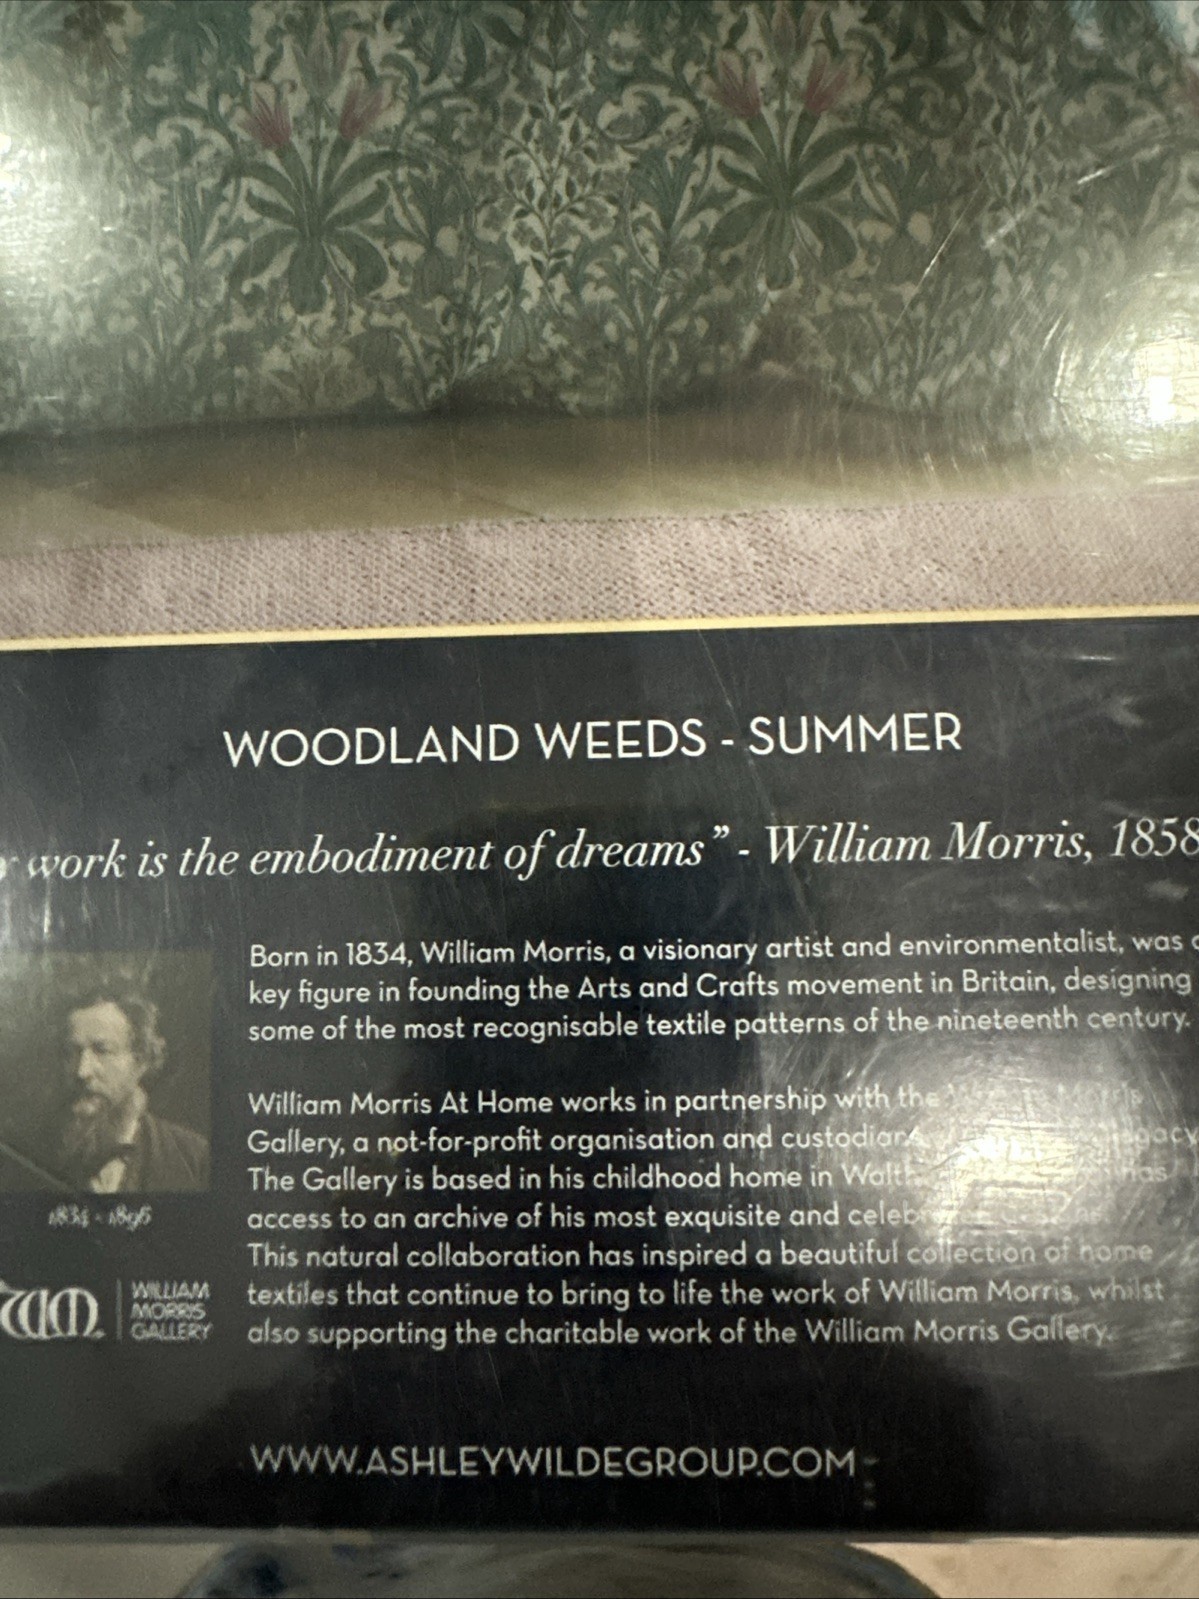 WOODLAND WEEDS - SUMMER
work is the embodiment of dreams" - William Morris, 1858
Born in 1834, William Morris, a visionary artist and environmentalist, was
key figure in founding the Arts and Crafts movement in Britain, designing
some of the most recognisable textile patterns of the nineteenth century.
William Morris At Home works in partnership with the Morris
Gallery, a not-for-profit organisation and custodian
The Gallery is based in his childhood home in has
access to an archive of his most exquisite and
This natural collaboration has inspired a beautiful collection of home
textiles that continue to bring to life the work of William Morris, whilst
also supporting the charitable work of the William Morris Gallery.
1834 - 1896
WM
WILLIAM
MORRIS
GALLERY
WWW.ASHLEYWILDEGROUP.COM